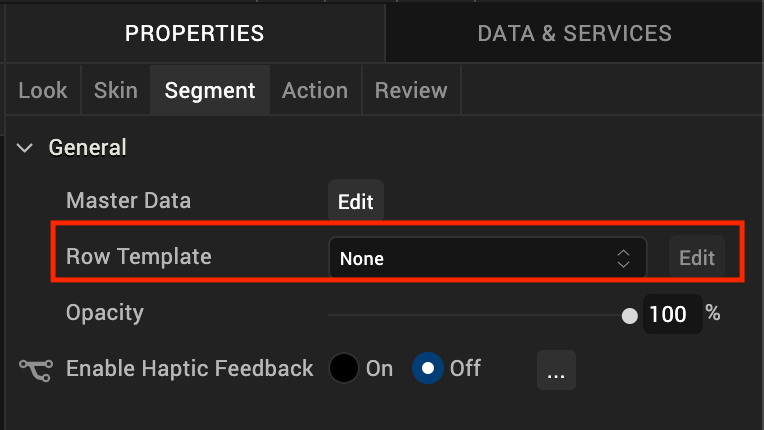 PROPERTIES DATA & SERVICES
Look Skin Segment Action Review
General
Master Data Edit
Row Template None Edit
Opacity 100 %
Enable Haptic Feedback On Off ...